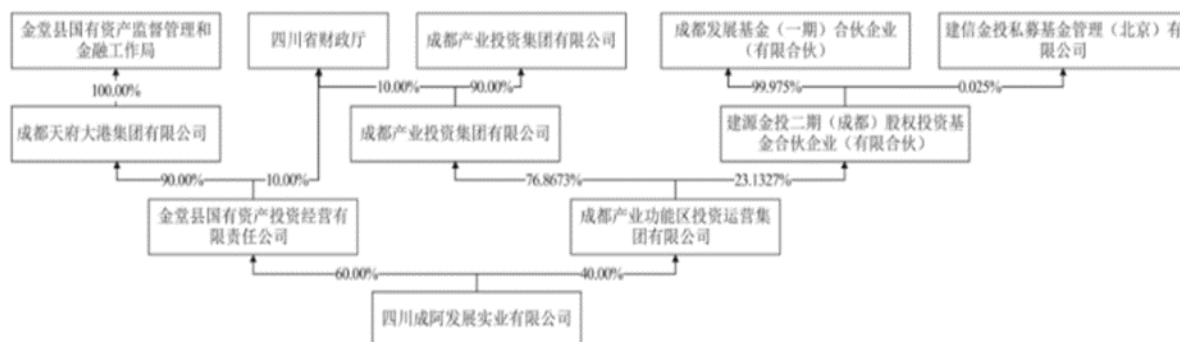 金堂县国有资产监督管理和
金融工作局
四川省财政厅
成都产业投资集团有限公司
成都发展基金（一期）合伙企业
（有限合伙）
建信金投私募基金管理（北京）有
限公司
100.00%
10.00%
90.00%
99.975%
0.025%
成都天府大港集团有限公司
成都产业投资集团有限公司
建源金投二期（成都）股权投资基
金合伙企业（有限合伙）
90.00%
10.00%
76.8673%
23.1327%
金堂县国有资产投资经营有
限责任公司
成都产业功能区投资运营集
团有限公司
60.00%
40.00%
四川成阿发展实业有限公司